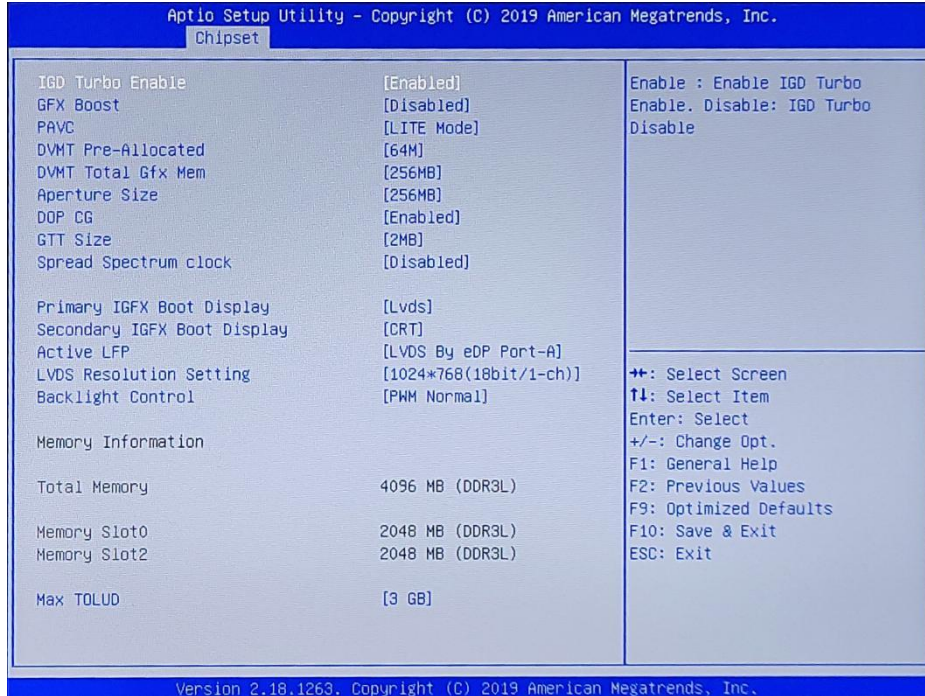 Aptio Setup Utility – Copyright (C) 2019 American Megatrends, Inc.
Chipset
IGD Turbo Enable [Enabled]
GFX Boost [Disabled]
PAVC [LITE Mode]
DVMT Pre-Allocated [64M]
DVMT Total Gfx Mem [256MB]
Aperture Size [256MB]
DOP CG [Enabled]
GTT Size [2MB]
Spread Spectrum clock [Disabled]
Primary IGFX Boot Display [Lvds]
Secondary IGFX Boot Display [CRT]
Active LFP [LVDS By eDP Port-A]
LVDS Resolution Setting [1024*768(18bit/1-ch)]
Backlight Control [PWM Normal]
Memory Information
Total Memory 4096 MB (DDR3L)
Memory Slot0 2048 MB (DDR3L)
Memory Slot2 2048 MB (DDR3L)
Max TOLUD [3 GB]
Enable : Enable IGD Turbo
Enable. Disable: IGD Turbo
Disable
→←: Select Screen
↑↓: Select Item
Enter: Select
+/-: Change Opt.
F1: General Help
F2: Previous Values
F9: Optimized Defaults
F10: Save & Exit
ESC: Exit
Version 2.18.1263. Copyright (C) 2019 American Megatrends, Inc.